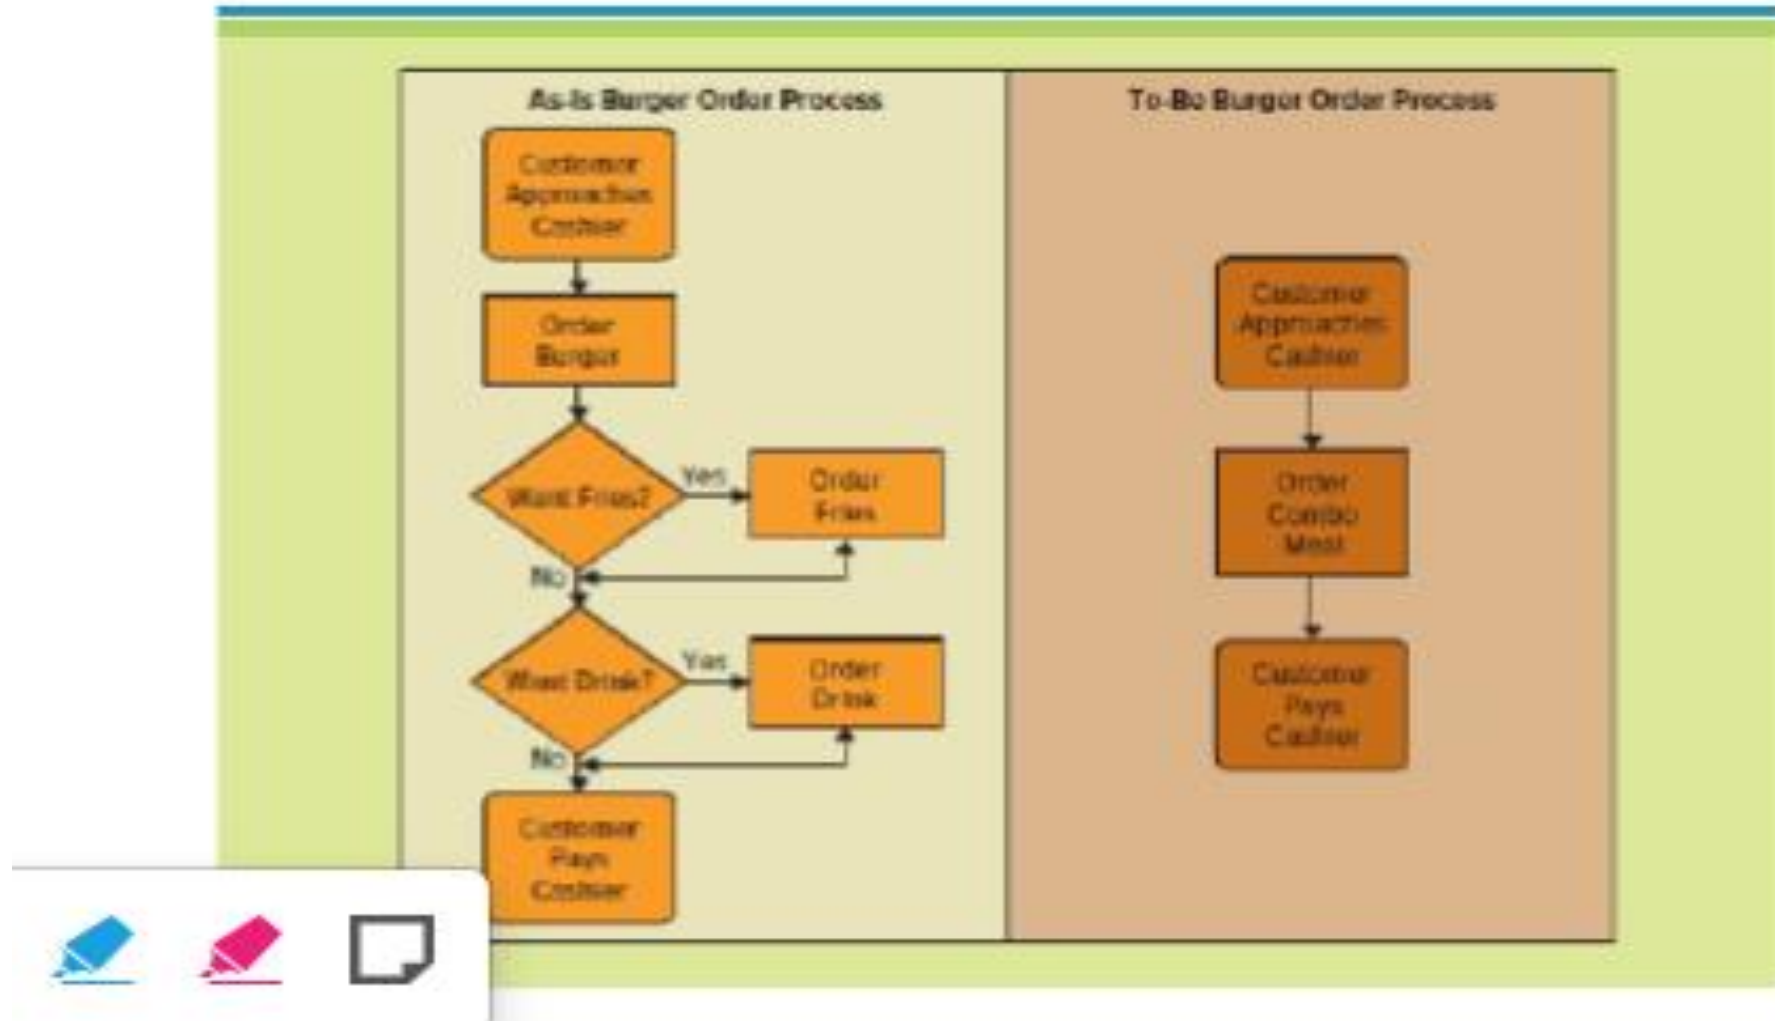 As-Is Burger Order Process
Customer
Approaches
Cashier
Order
Burger
Want Fries?
Yes
Order
Fries
No
Want Drink?
Yes
Order
Drink
No
Customer
Pays
Cashier
To-Be Burger Order Process
Customer
Approaches
Cashier
Order
Combo
Meal
Customer
Pays
Cashier